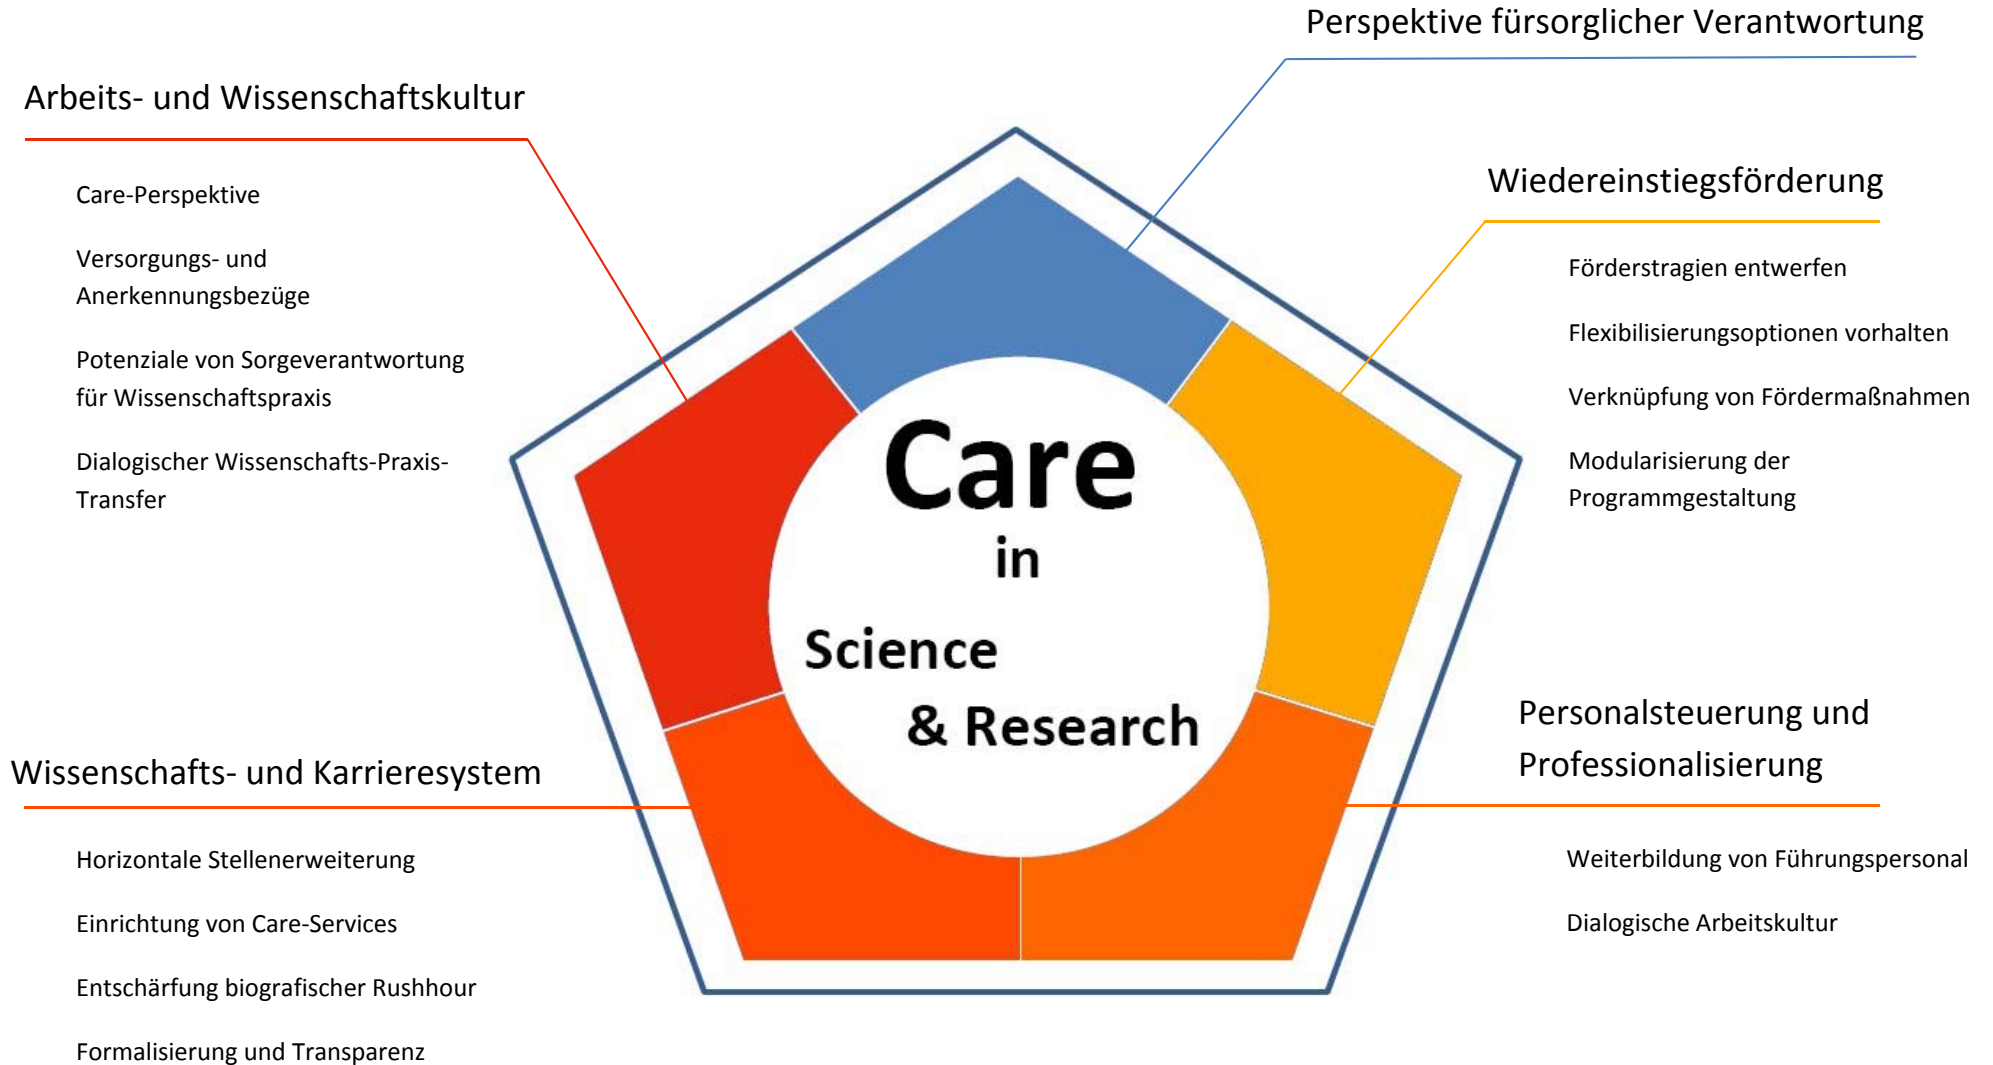 Perspektive fürsorglicher Verantwortung
Arbeits- und Wissenschaftskultur
Care-Perspektive
Versorgungs- und
Anerkennungsbezüge
Potenziale von Sorgeverantwortung
für Wissenschaftspraxis
Dialogischer Wissenschafts-Praxis-
Transfer
Wiedereinstiegsförderung
Förderstragien entwerfen
Flexibilisierungsoptionen vorhalten
Verknüpfung von Fördermaßnahmen
Modularisierung der
Programmgestaltung
Care
in
Science
& Research
Wissenschafts- und Karrieresystem
Horizontale Stellenerweiterung
Einrichtung von Care-Services
Entschärfung biografischer Rushhour
Formalisierung und Transparenz
Personalsteuerung und
Professionalisierung
Weiterbildung von Führungspersonal
Dialogische Arbeitskultur